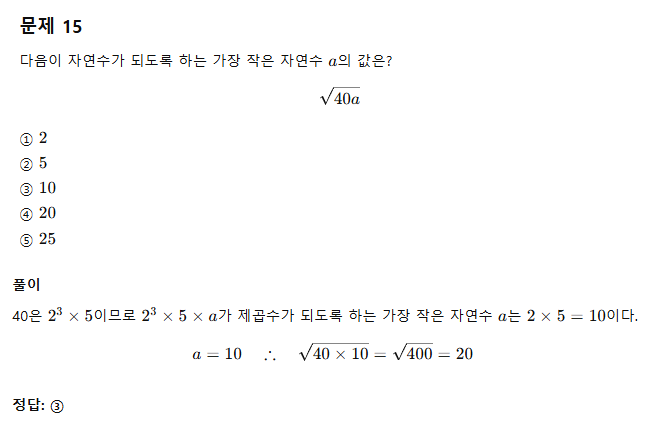 문제 15
다음이 자연수가 되도록 하는 가장 작은 자연수 a의 값은?
√40a
① 2
② 5
③ 10
④ 20
⑤ 25
풀이
40은 2³ × 5이므로 2³ × 5 × a가 제곱수가 되도록 하는 가장 작은 자연수 a는 2 × 5 = 10이다.
a = 10 ∴ √40 × 10 = √400 = 20
정답: ③